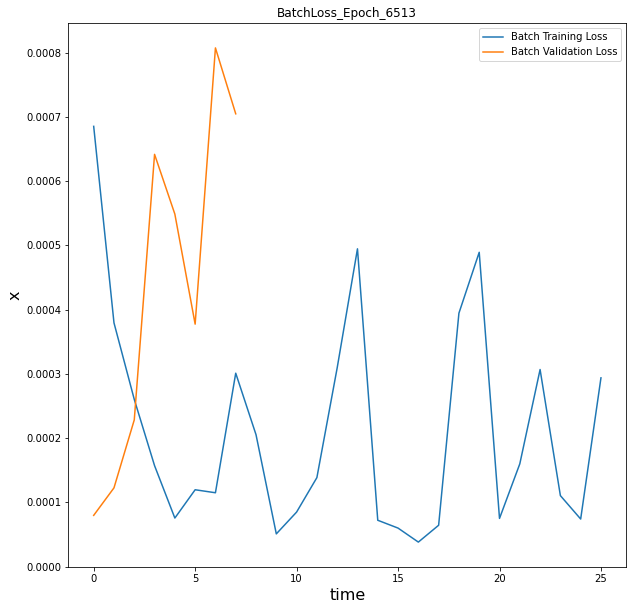 BatchLoss_Epoch_6513
Batch Training Loss
Batch Validation Loss
0.0008
0.0007
0.0006
0.0005
0.0004
0.0003
0.0002
0.0001
0.0000
x
0 5 10 15 20 25
time